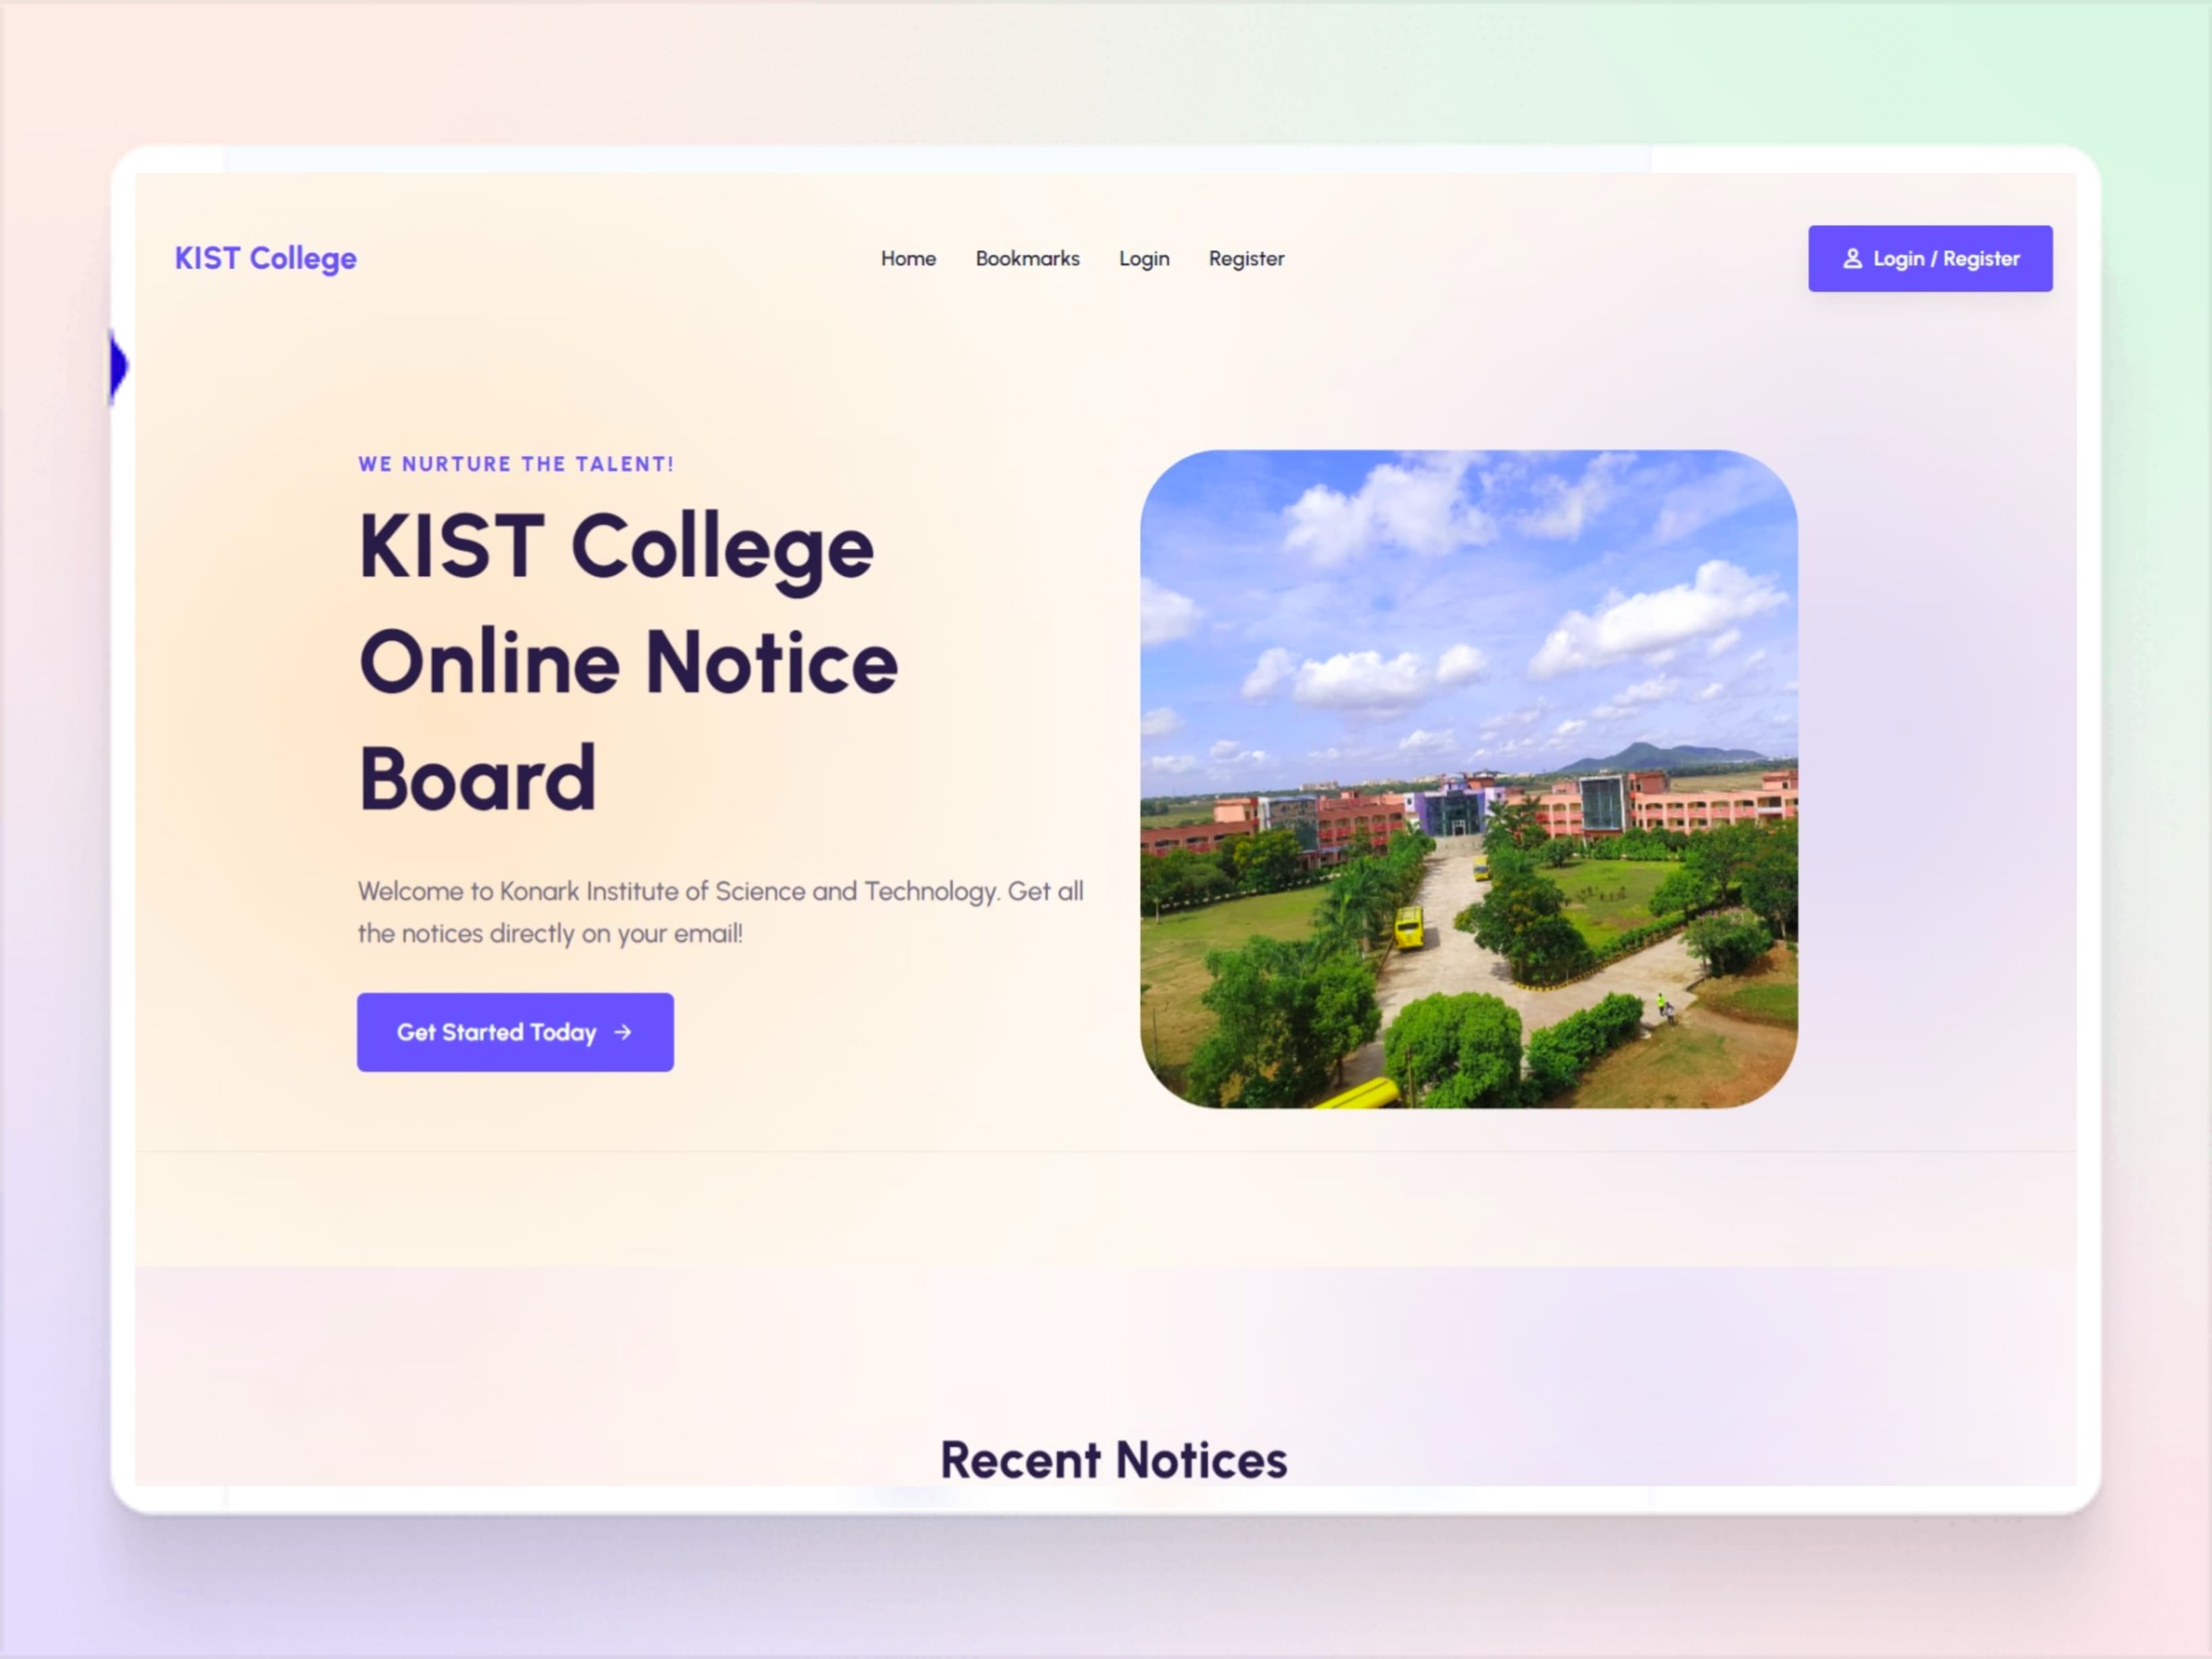 KIST College
Home
Bookmarks
Login
Register
Login / Register
WE NURTURE THE TALENT!
KIST College
Online Notice
Board
Welcome to Konark Institute of Science and Technology. Get all
the notices directly on your email!
Get Started Today →
Recent Notices